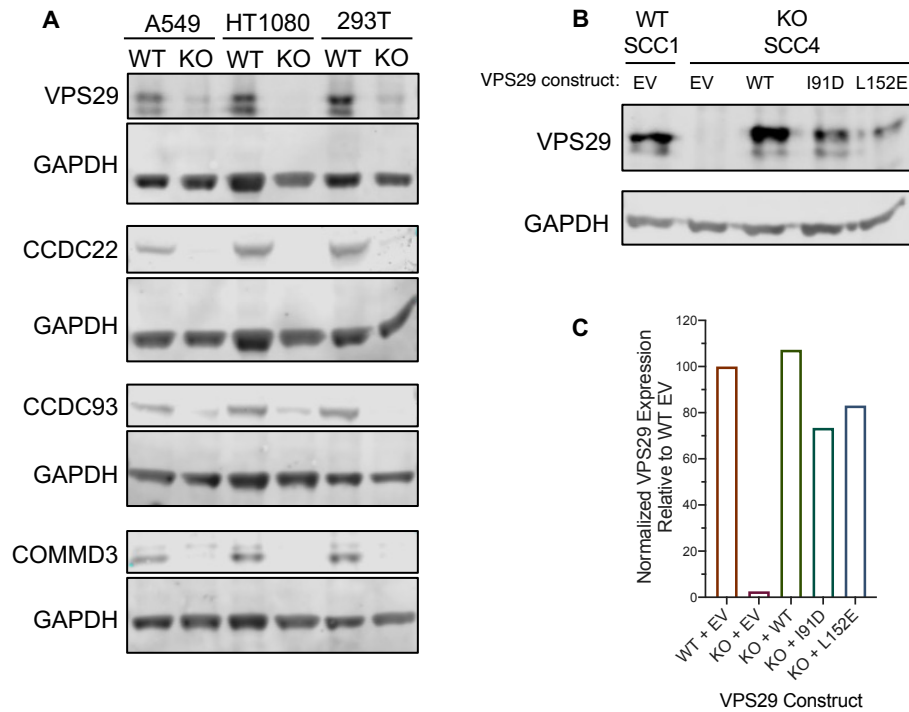 A
A549 HT1080 293T
WT KO WT KO WT KO
VPS29
GAPDH
CCDC22
GAPDH
CCDC93
GAPDH
COMMD3
GAPDH
B
WT KO
SCC1 SCC4
VPS29 construct: EV EV WT I91D L152E
VPS29
GAPDH
C
Normalized VPS29 Expression
Relative to WT EV
120
100
80
60
40
20
0
WT + EV
KO + EV
KO + WT
KO + I91D
KO + L152E
VPS29 Construct